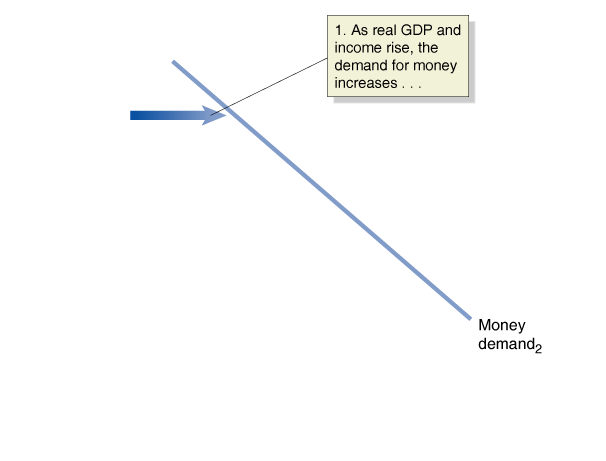 1. As real GDP and
income rise, the
demand for money
increases . . .
Money
demand2